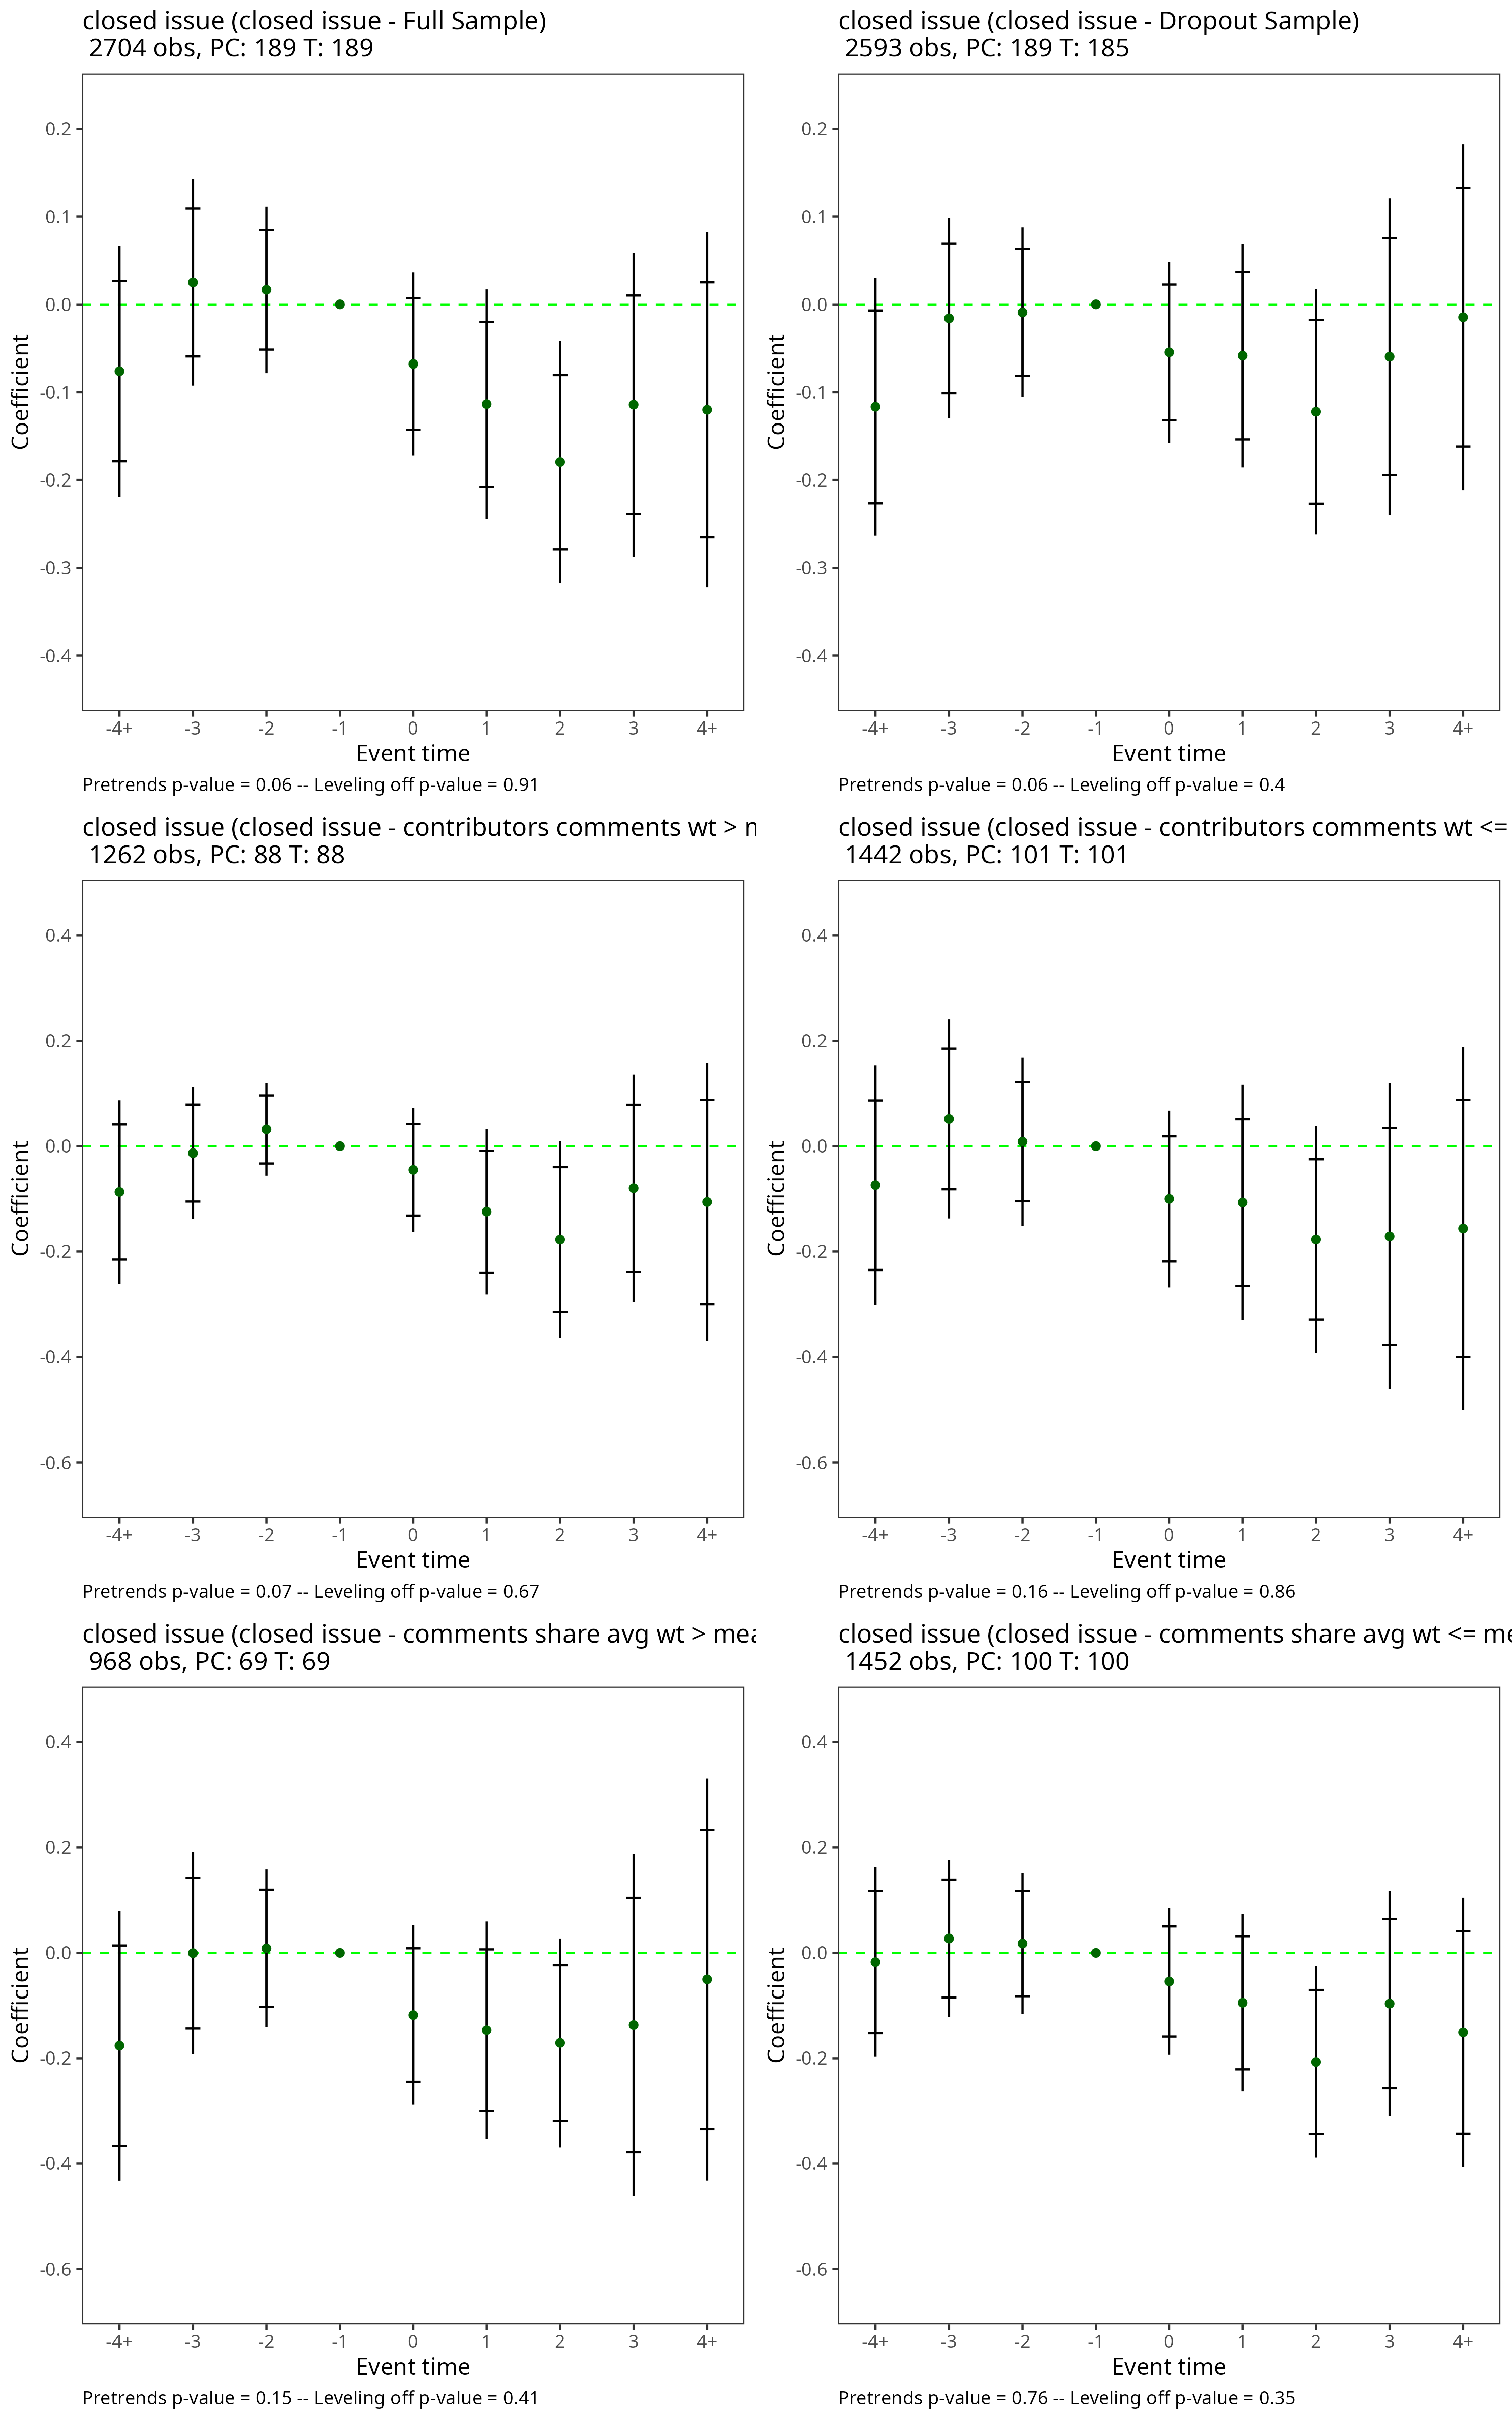 closed issue (closed issue - Full Sample)
2704 obs, PC: 189 T: 189
0.2
0.1
0.0
-0.1
-0.2
-0.3
-0.4
Coefficient
-4+ -3 -2 -1 0 1 2 3 4+
Event time
Pretrends p-value = 0.06 -- Leveling off p-value = 0.91
closed issue (closed issue - Dropout Sample)
2593 obs, PC: 189 T: 185
0.2
0.1
0.0
-0.1
-0.2
-0.3
-0.4
Coefficient
-4+ -3 -2 -1 0 1 2 3 4+
Event time
Pretrends p-value = 0.06 -- Leveling off p-value = 0.4
closed issue (closed issue - contributors comments wt >
1262 obs, PC: 88 T: 88
0.4
0.2
0.0
-0.2
-0.4
-0.6
Coefficient
-4+ -3 -2 -1 0 1 2 3 4+
Event time
Pretrends p-value = 0.07 -- Leveling off p-value = 0.67
closed issue (closed issue - contributors comments wt <=
1442 obs, PC: 101 T: 101
0.4
0.2
0.0
-0.2
-0.4
-0.6
Coefficient
-4+ -3 -2 -1 0 1 2 3 4+
Event time
Pretrends p-value = 0.16 -- Leveling off p-value = 0.86
closed issue (closed issue - comments share avg wt >
968 obs, PC: 69 T: 69
0.4
0.2
0.0
-0.2
-0.4
-0.6
Coefficient
-4+ -3 -2 -1 0 1 2 3 4+
Event time
Pretrends p-value = 0.15 -- Leveling off p-value = 0.41
closed issue (closed issue - comments share avg wt <=
1452 obs, PC: 100 T: 100
0.4
0.2
0.0
-0.2
-0.4
-0.6
Coefficient
-4+ -3 -2 -1 0 1 2 3 4+
Event time
Pretrends p-value = 0.76 -- Leveling off p-value = 0.35